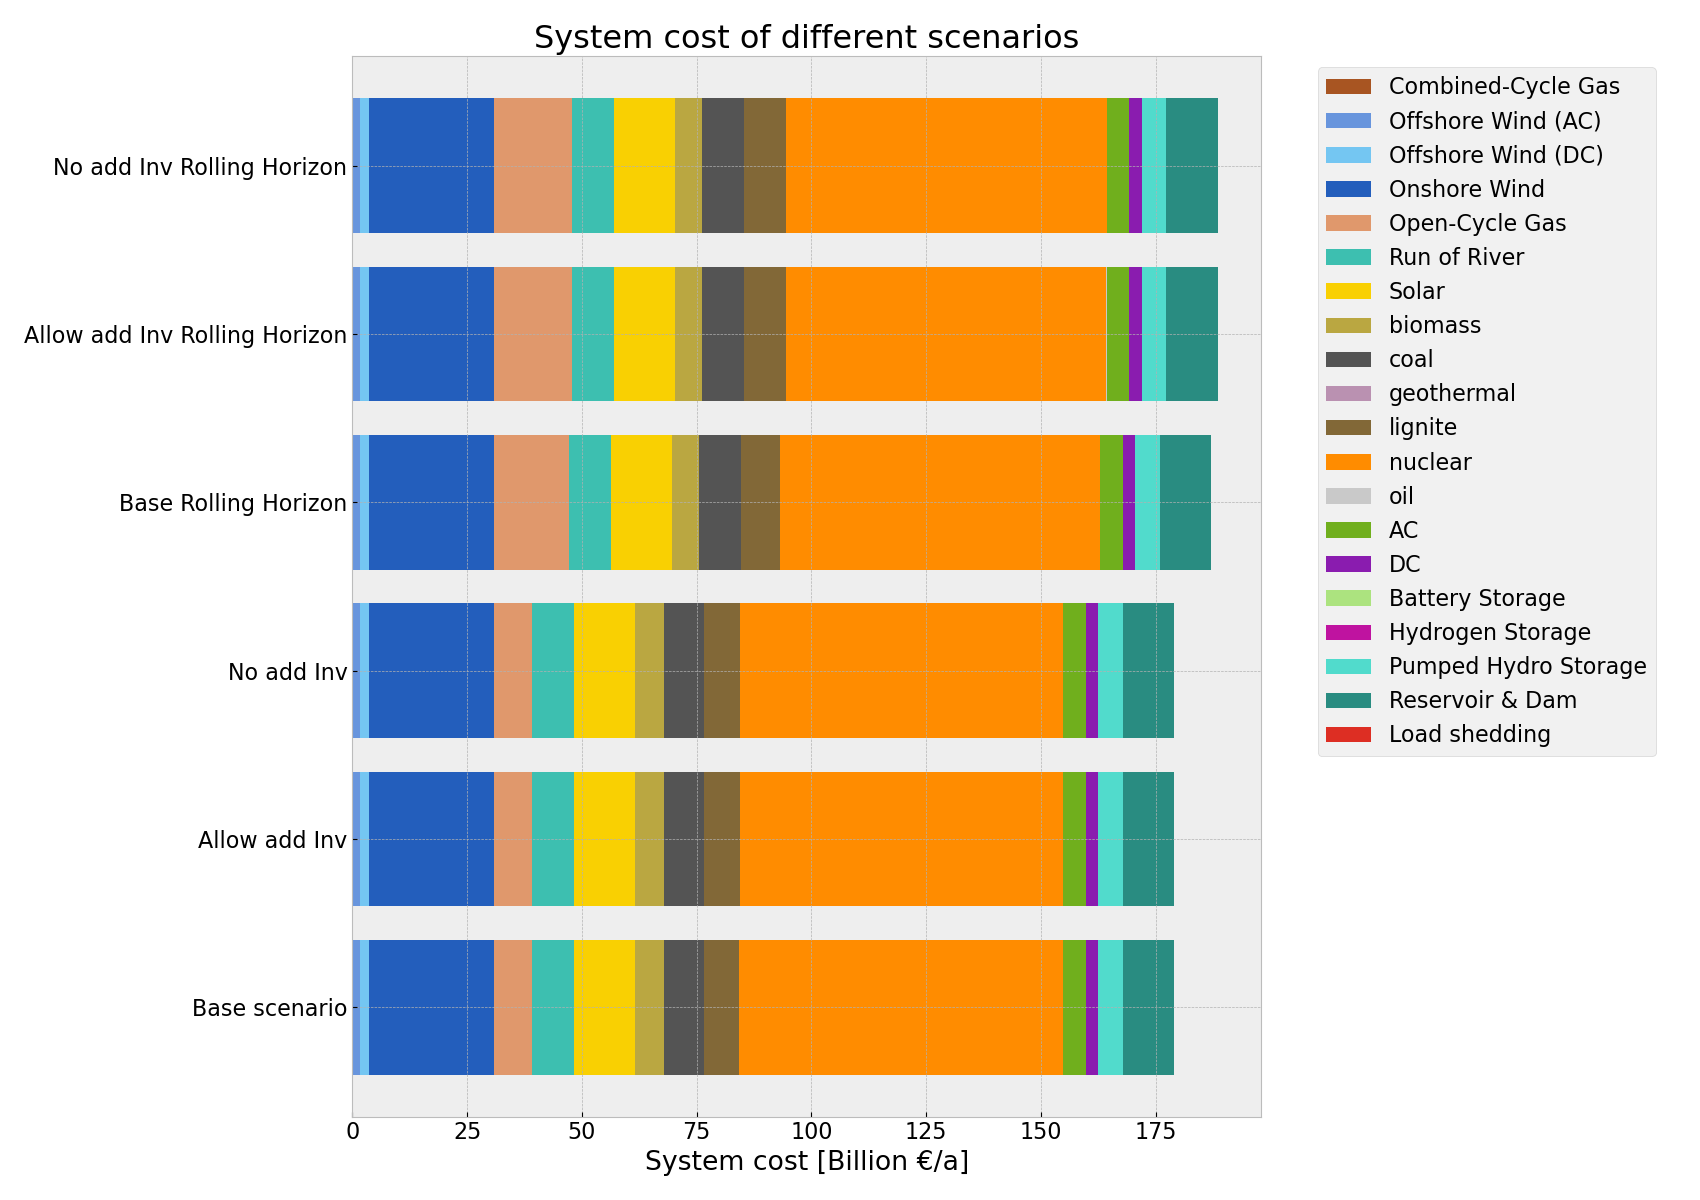 System cost of different scenarios
No add Inv Rolling Horizon
Allow add Inv Rolling Horizon
Base Rolling Horizon
No add Inv
Allow add Inv
Base scenario
0 25 50 75 100 125 150 175
System cost [Billion €/a]
Combined-Cycle Gas
Offshore Wind (AC)
Offshore Wind (DC)
Onshore Wind
Open-Cycle Gas
Run of River
Solar
biomass
coal
geothermal
lignite
nuclear
oil
AC
DC
Battery Storage
Hydrogen Storage
Pumped Hydro Storage
Reservoir & Dam
Load shedding